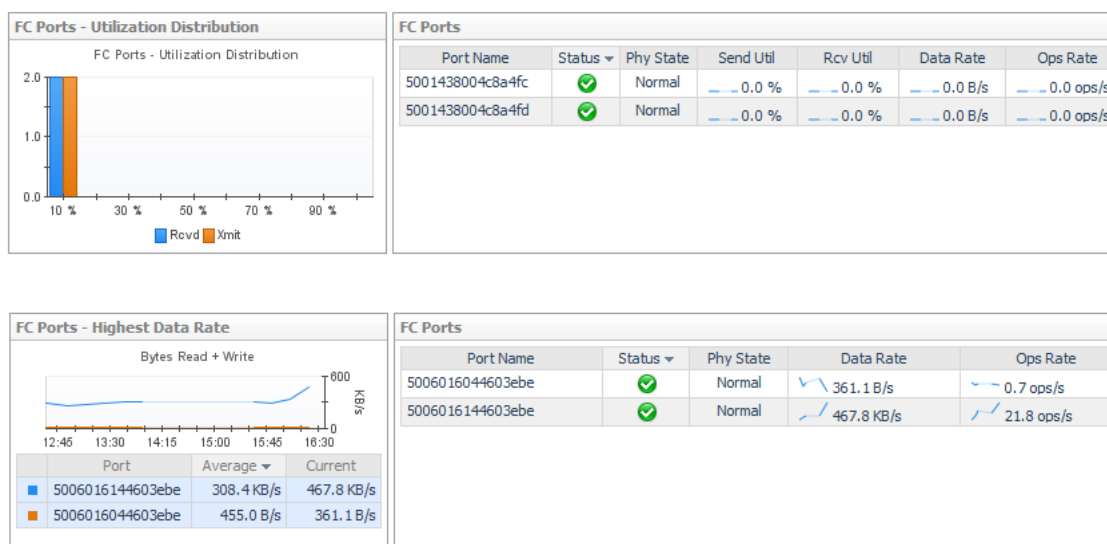 FC Ports - Utilization Distribution
FC Ports - Utilization Distribution
2.0
1.0
0.0
10 % 30 % 50 % 70 % 90 %
Rcvd Xmit
FC Ports
Port Name Status Phy State Send Util Rcv Util Data Rate Ops Rate
5001438004c8a4fc Normal 0.0 % 0.0 % 0.0 B/s 0.0 ops/s
5001438004c8a4fd Normal 0.0 % 0.0 % 0.0 B/s 0.0 ops/s
FC Ports - Highest Data Rate
Bytes Read + Write
600
KB/s
0
12:45 13:30 14:15 15:00 15:45 16:30
Port Average Current
5006016144603ebe 308.4 KB/s 467.8 KB/s
5006016044603ebe 455.0 B/s 361.1 B/s
FC Ports
Port Name Status Phy State Data Rate Ops Rate
5006016044603ebe Normal 361.1 B/s 0.7 ops/s
5006016144603ebe Normal 467.8 KB/s 21.8 ops/s